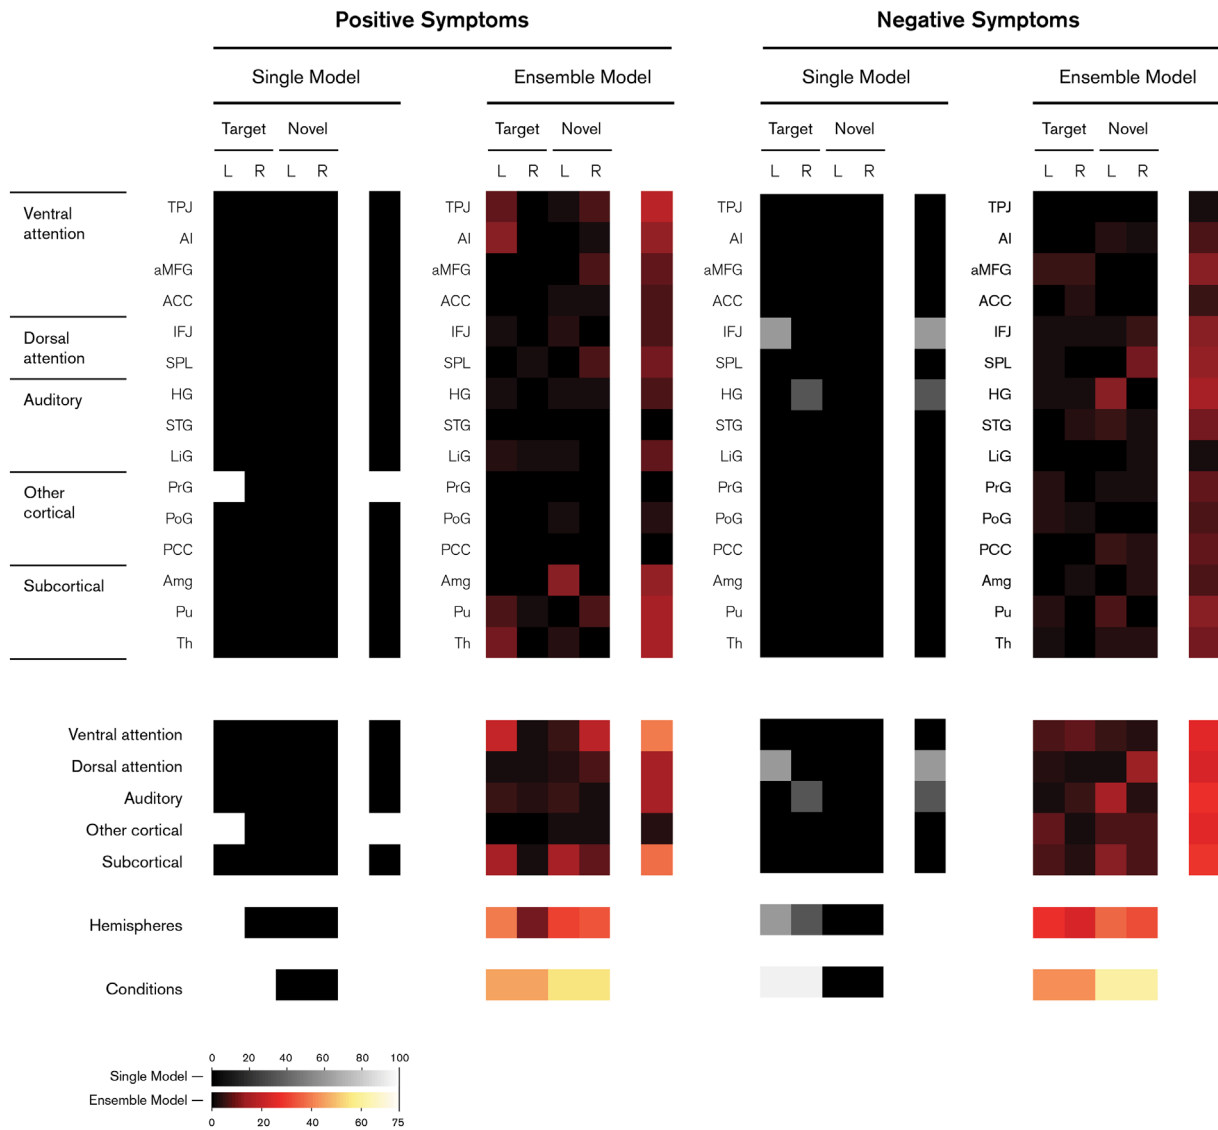 Positive Symptoms Negative Symptoms
Single Model Ensemble Model Single Model Ensemble Model
Target Novel Target Novel Target Novel Target Novel
L R L R L R L R L R L R L R L R
Ventral attention
TPJ TPJ TPJ TPJ
AI AI AI AI
aMFG aMFG aMFG aMFG
ACC ACC ACC ACC
Dorsal attention
IFJ IFJ IFJ IFJ
SPL SPL SPL SPL
Auditory
HG HG HG HG
STG STG STG STG
LiG LiG LiG LiG
Other cortical
PrG PrG PrG PrG
PoG PoG PoG PoG
PCC PCC PCC PCC
Subcortical
Amg Amg Amg Amg
Pu Pu Pu Pu
Th Th Th Th
Ventral attention
Dorsal attention
Auditory
Other cortical
Subcortical
Hemispheres
Conditions
0 20 40 60 80 100
Single Model
Ensemble Model
0 20 40 60 75